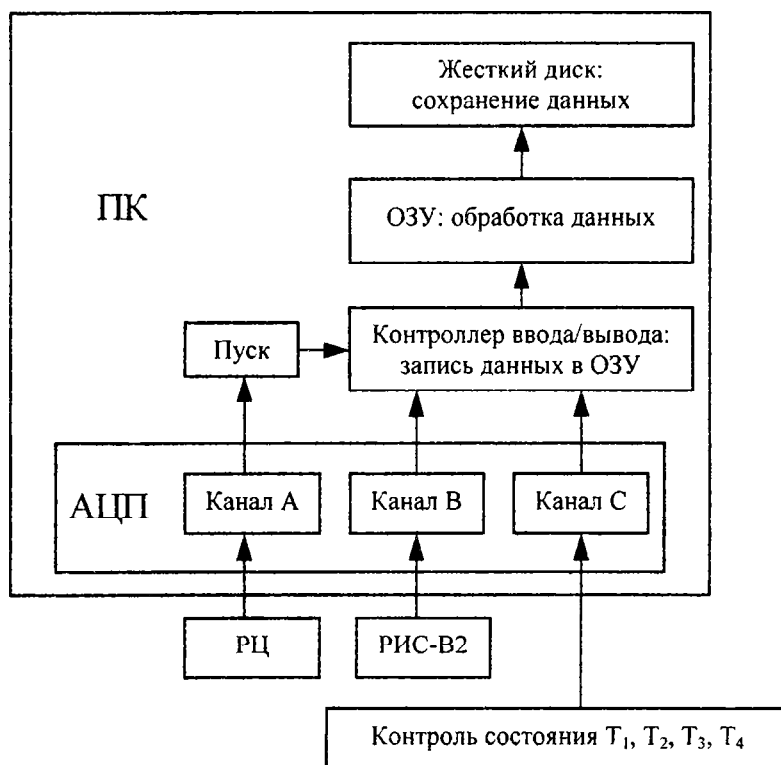 Жесткий диск:
сохранение данных
ПК
ОЗУ: обработка данных
Пуск
Контроллер ввода/вывода:
запись данных в ОЗУ
АЦП
Канал А
Канал В
Канал С
РЦ
РИС-В2
Контроль состояния T₁, T₂, T₃, T₄